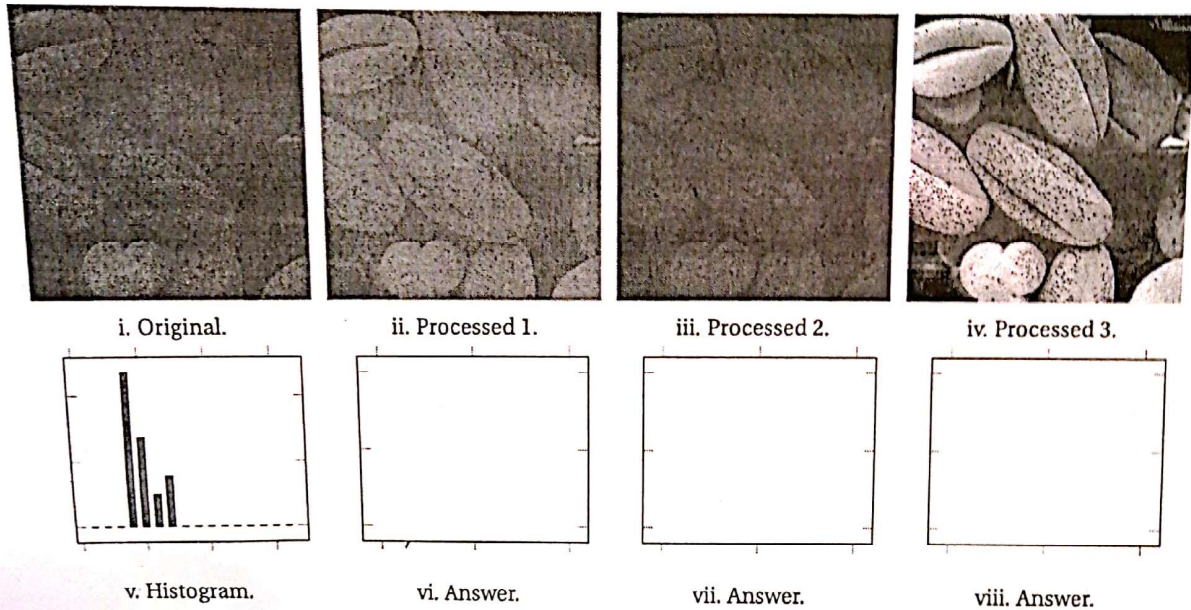 i. Original.
ii. Processed 1.
iii. Processed 2.
iv. Processed 3.
v. Histogram.
vi. Answer.
vii. Answer.
viii. Answer.